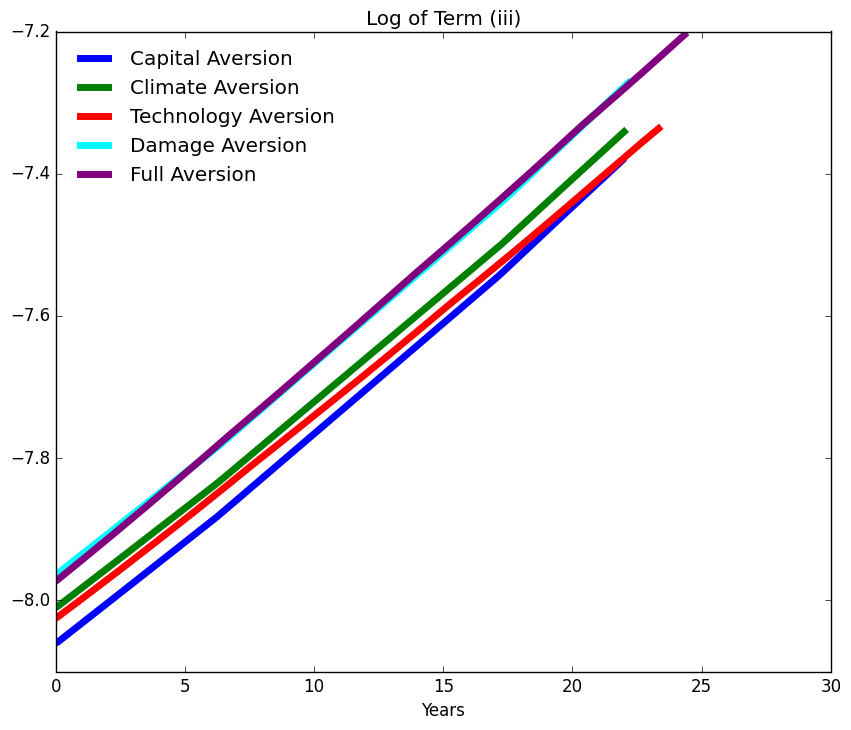 Log of Term (iii)
−7.2
−7.4
−7.6
−7.8
−8.0
Capital Aversion
Climate Aversion
Technology Aversion
Damage Aversion
Full Aversion
0 5 10 15 20 25 30
Years